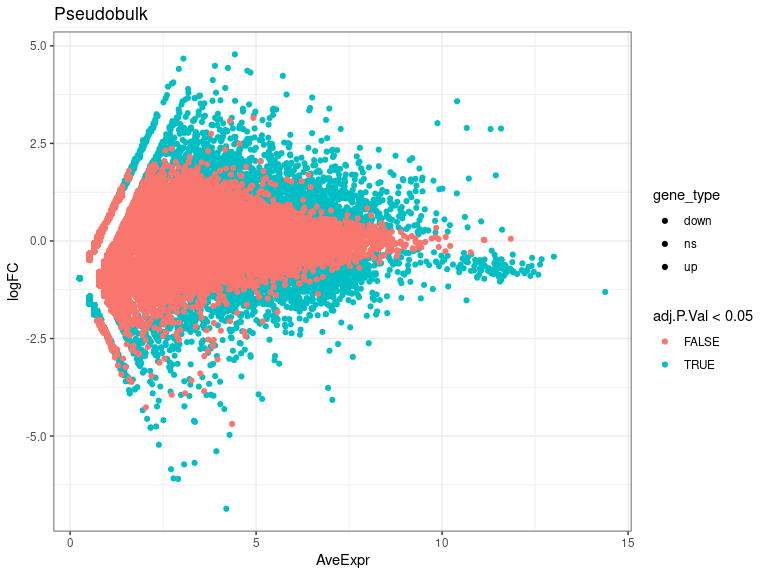 Pseudobulk
5.0
2.5
0.0
-2.5
-5.0
logFC
0
5
10
15
AveExpr
gene_type
down
ns
up
adj.P.Val < 0.05
FALSE
TRUE